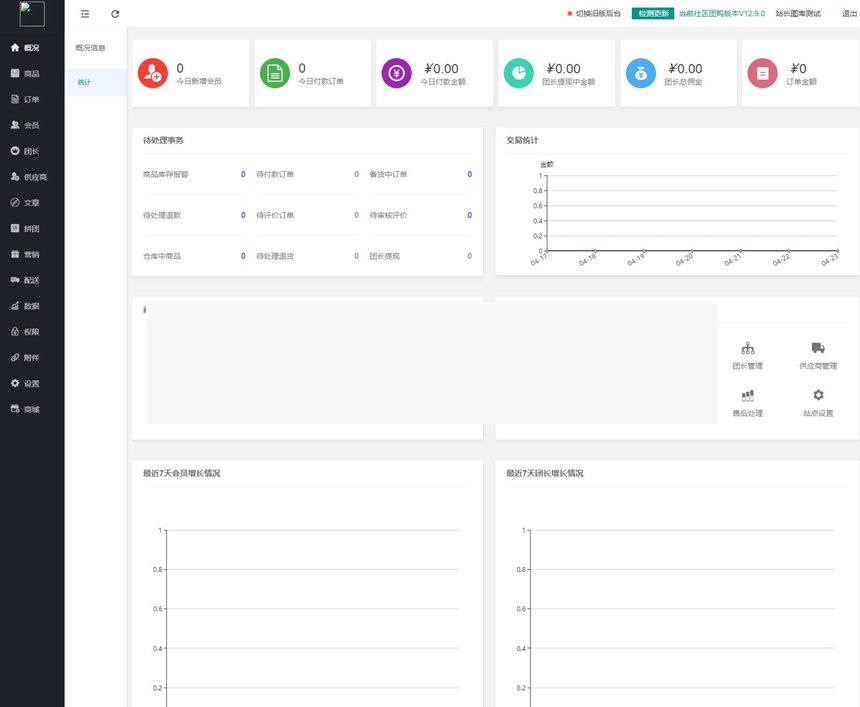 切换旧版后台 检测更新 当前社区团购版本V12.9.0 站长图库测试 退出
概况
商品
订单
会员
团长
供应商
文章
拼团
营销
配送
数据
权限
附件
设置
商城
概况信息
统计
0
今日新增会员
0
今日付款订单
¥0.00
今日付款金额
¥0.00
团长提现中金额
¥0.00
团长总佣金
¥0
订单金额
待处理事务
商品库存报警 0 待付款订单 0 备货中订单 0
待处理退款 0 待评价订单 0 待审核评价 0
仓库中商品 0 待处理退货 0 团长提现 0
交易统计
金额
1
0.8
0.6
0.4
0.2
0
04-17 04-18 04-19 04-20 04-21 04-22 04-23
团长管理 供应商管理
售后处理 站点设置
最近7天会员增长情况
1
0.8
0.6
0.4
0.2
最近7天团长增长情况
1
0.8
0.6
0.4
0.2